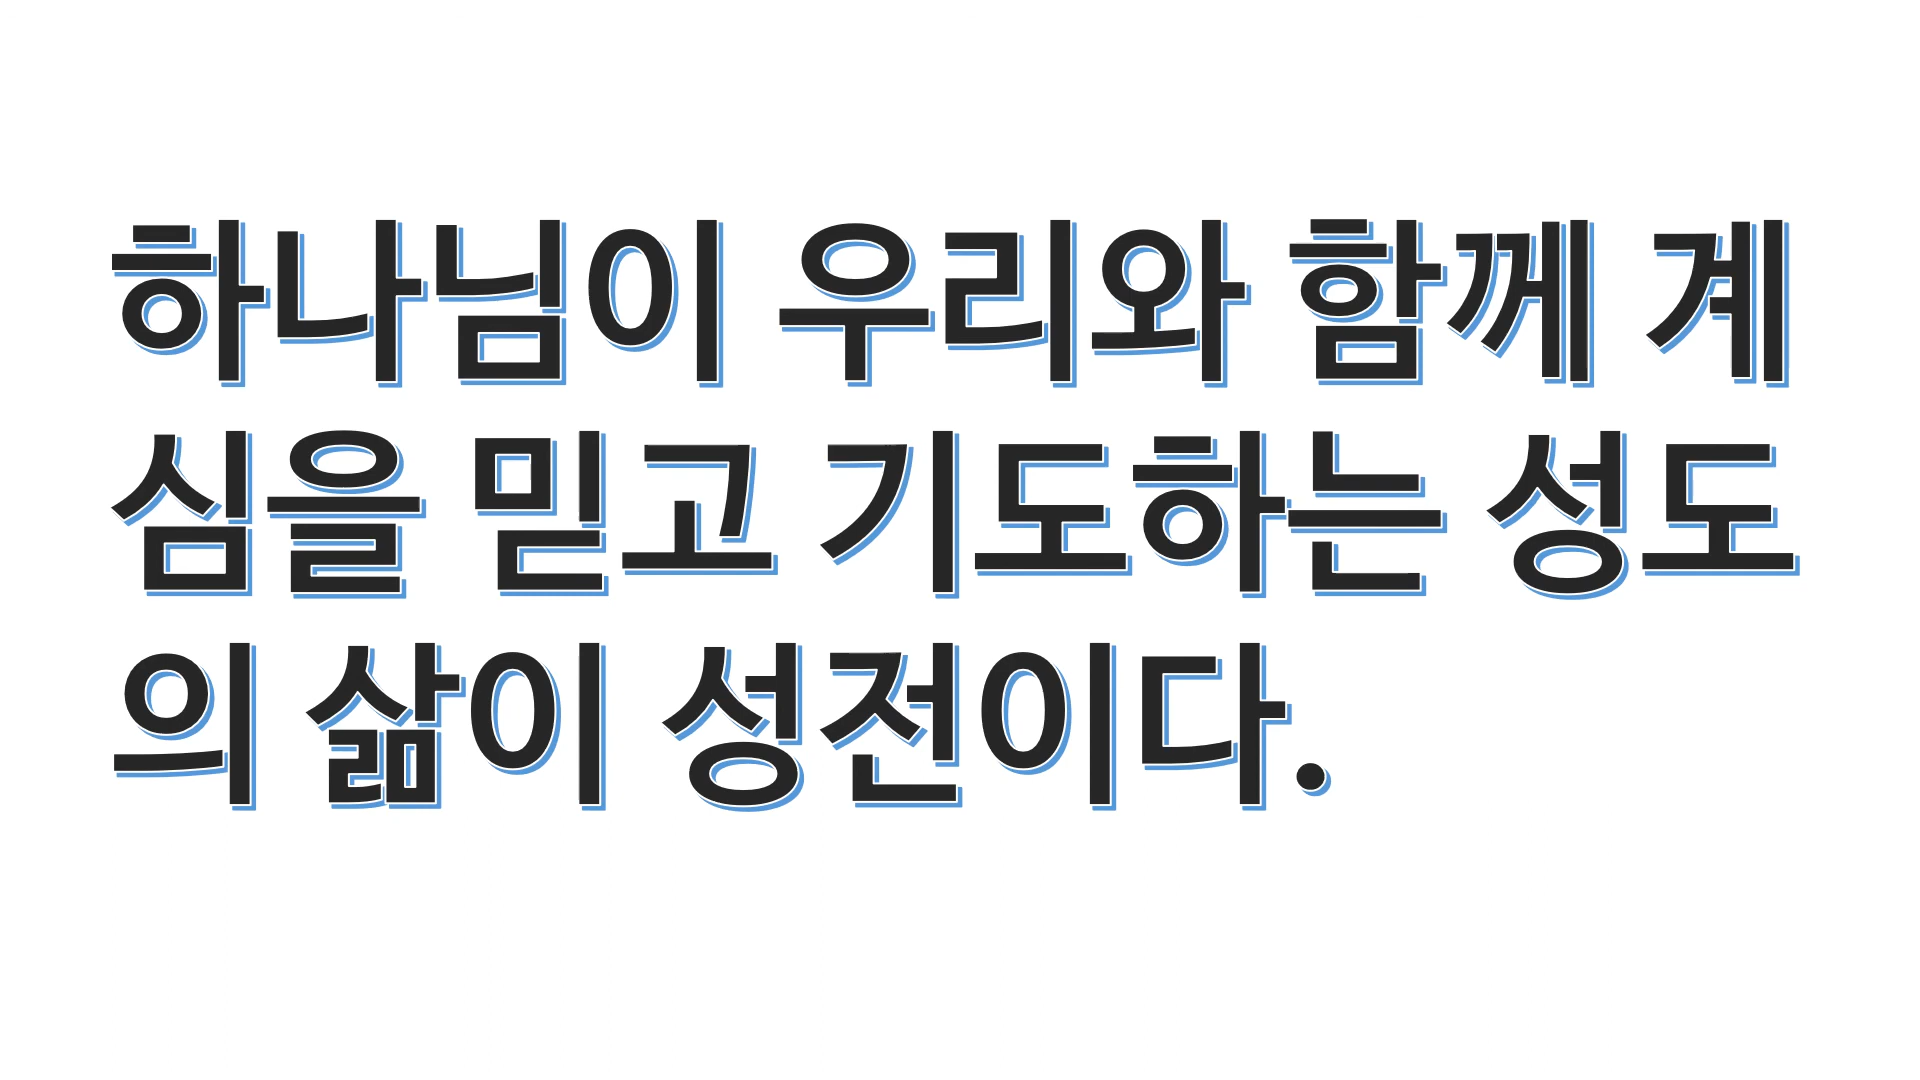 하나님이 우리와 함께 계
심을 믿고 기도하는 성도
의 삶이 성전이다.